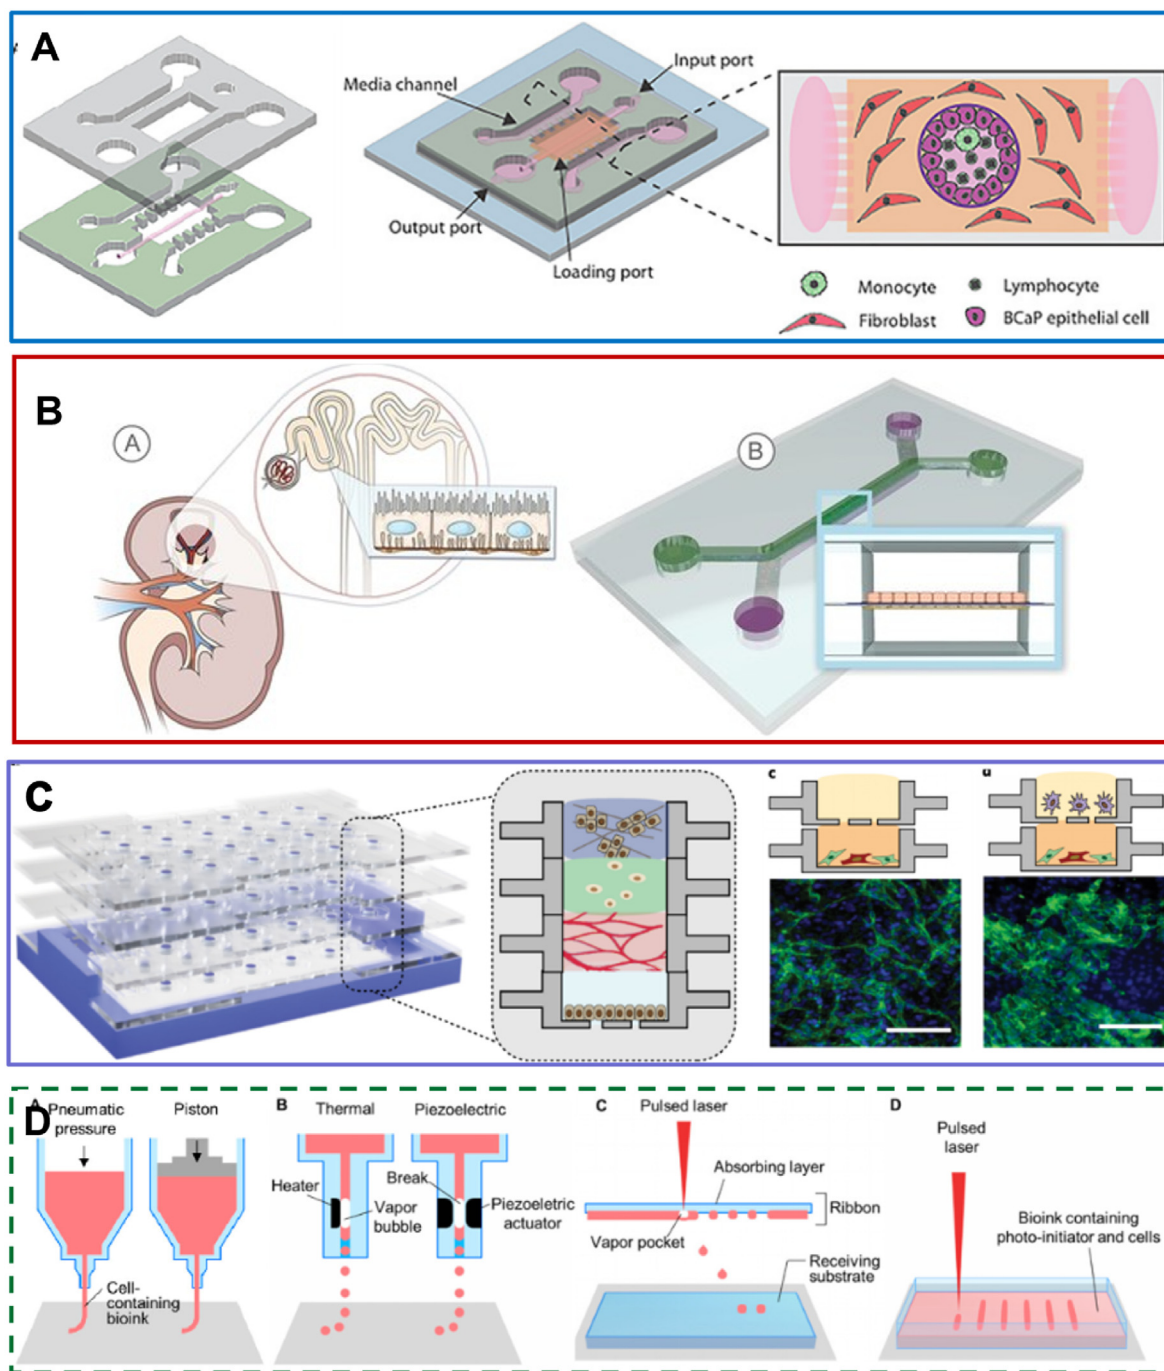 A
Media channel
Input port
Output port
Loading port
Monocyte
Lymphocyte
Fibroblast
BCaP epithelial cell
B
A
B
C
c
D
Pneumatic
pressure
Piston
Cell-
containing
bioink
B
Thermal
Piezoelectric
Heater
Vapor
bubble
Break
Piezoeletric
actuator
C
Pulsed laser
Absorbing layer
Ribbon
Vapor pocket
Receiving
substrate
D
Pulsed
laser
Bioink containing
photo-initiator and cells